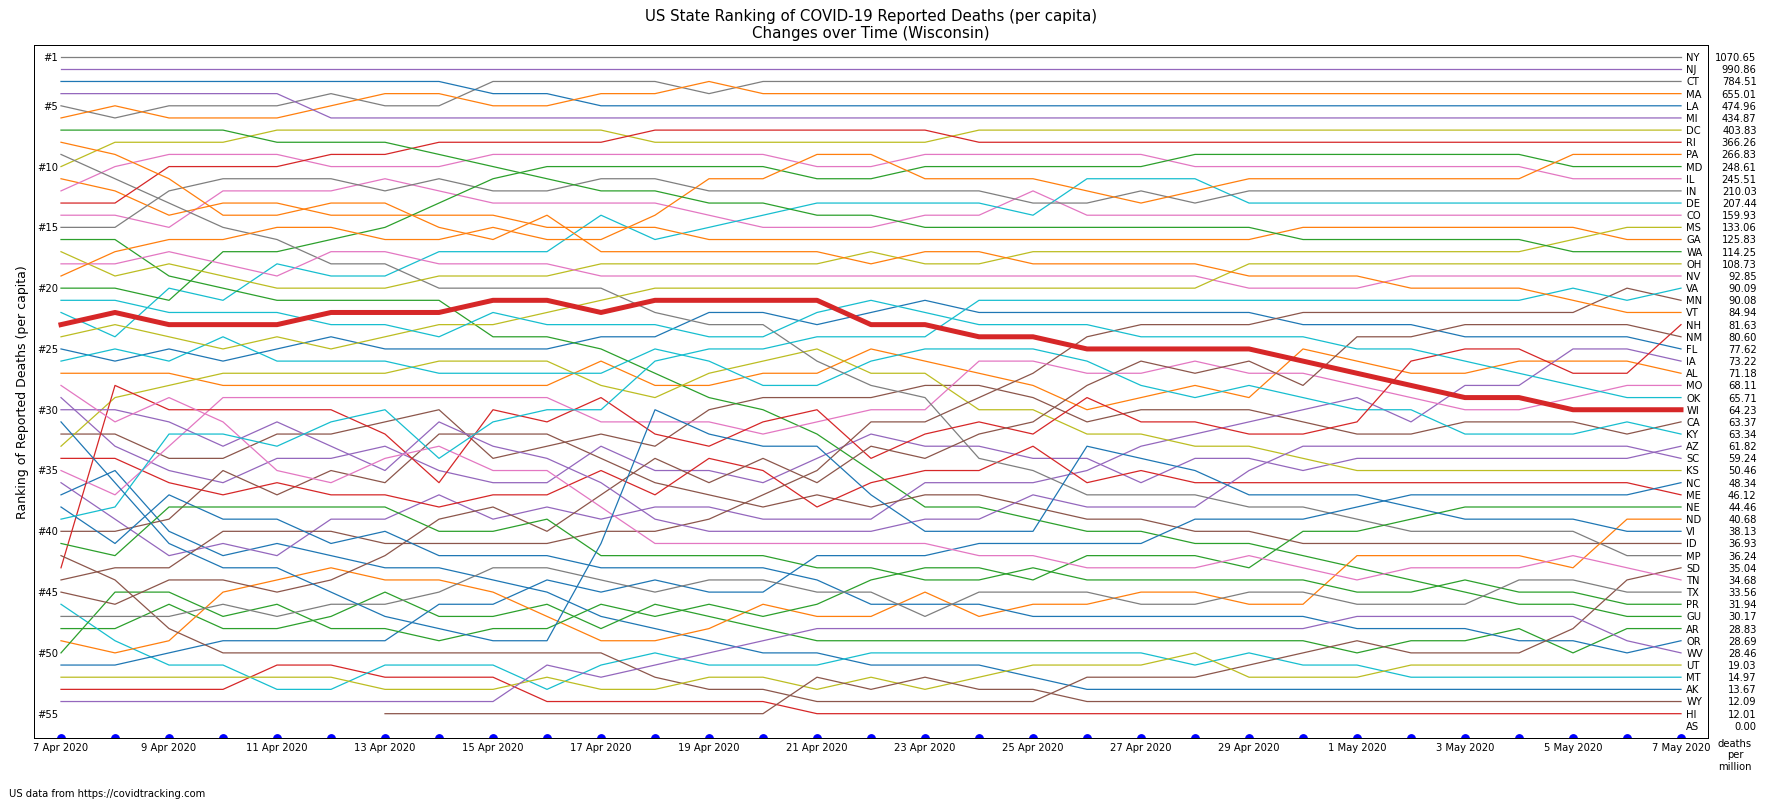 US State Ranking of COVID-19 Reported Deaths (per capita)
Changes over Time (Wisconsin)
Ranking of Reported Deaths (per capita)
#1
#5
#10
#15
#20
#25
#30
#35
#40
#45
#50
#55
NY 1070.65
NJ 990.86
CT 784.51
MA 655.01
LA 474.96
MI 434.87
DC 403.83
RI 366.26
PA 266.83
MD 248.61
IL 245.51
IN 210.03
DE 207.44
CO 159.93
MS 133.06
GA 125.83
WA 114.25
OH 108.73
NV 92.85
VA 90.09
MN 90.08
VT 84.94
NH 81.63
NM 80.60
FL 77.62
IA 73.22
AL 71.18
MO 68.11
OK 65.71
WI 64.23
CA 63.37
KY 63.34
AZ 61.82
SC 59.24
KS 50.46
NC 48.34
ME 46.12
NE 44.46
ND 40.68
VI 38.13
ID 36.93
MP 36.24
SD 35.04
TN 34.68
TX 33.56
PR 31.94
GU 30.17
AR 28.83
OR 28.69
WV 28.46
UT 19.03
MT 14.97
AK 13.67
WY 12.09
HI 12.01
AS 0.00
7 Apr 2020 9 Apr 2020 11 Apr 2020 13 Apr 2020 15 Apr 2020 17 Apr 2020 19 Apr 2020 21 Apr 2020 23 Apr 2020 25 Apr 2020 27 Apr 2020 29 Apr 2020 1 May 2020 3 May 2020 5 May 2020 7 May 2020
deaths
per
million
US data from https://covidtracking.com